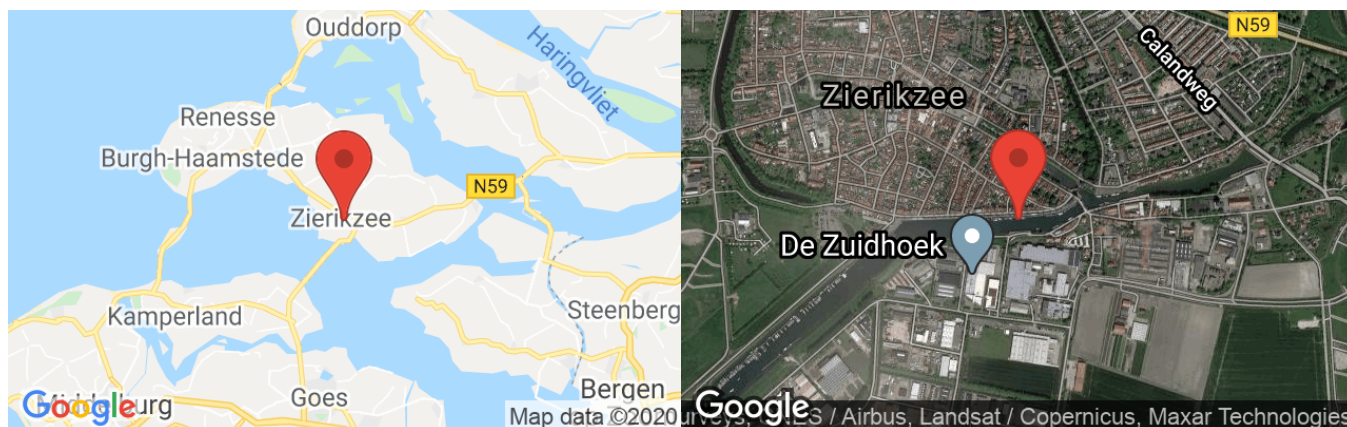 Ouddorp
Haringvliet
Renesse
Burgh-Haamstede
N59
Zierikzee
Kamperland
Steenberg
Goes
Bergen
Google
Map data ©2020
N59
Calandweg
Zierikzee
De Zuidhoek
Google
urveys, / Airbus, Landsat / Copernicus, Maxar Technologies